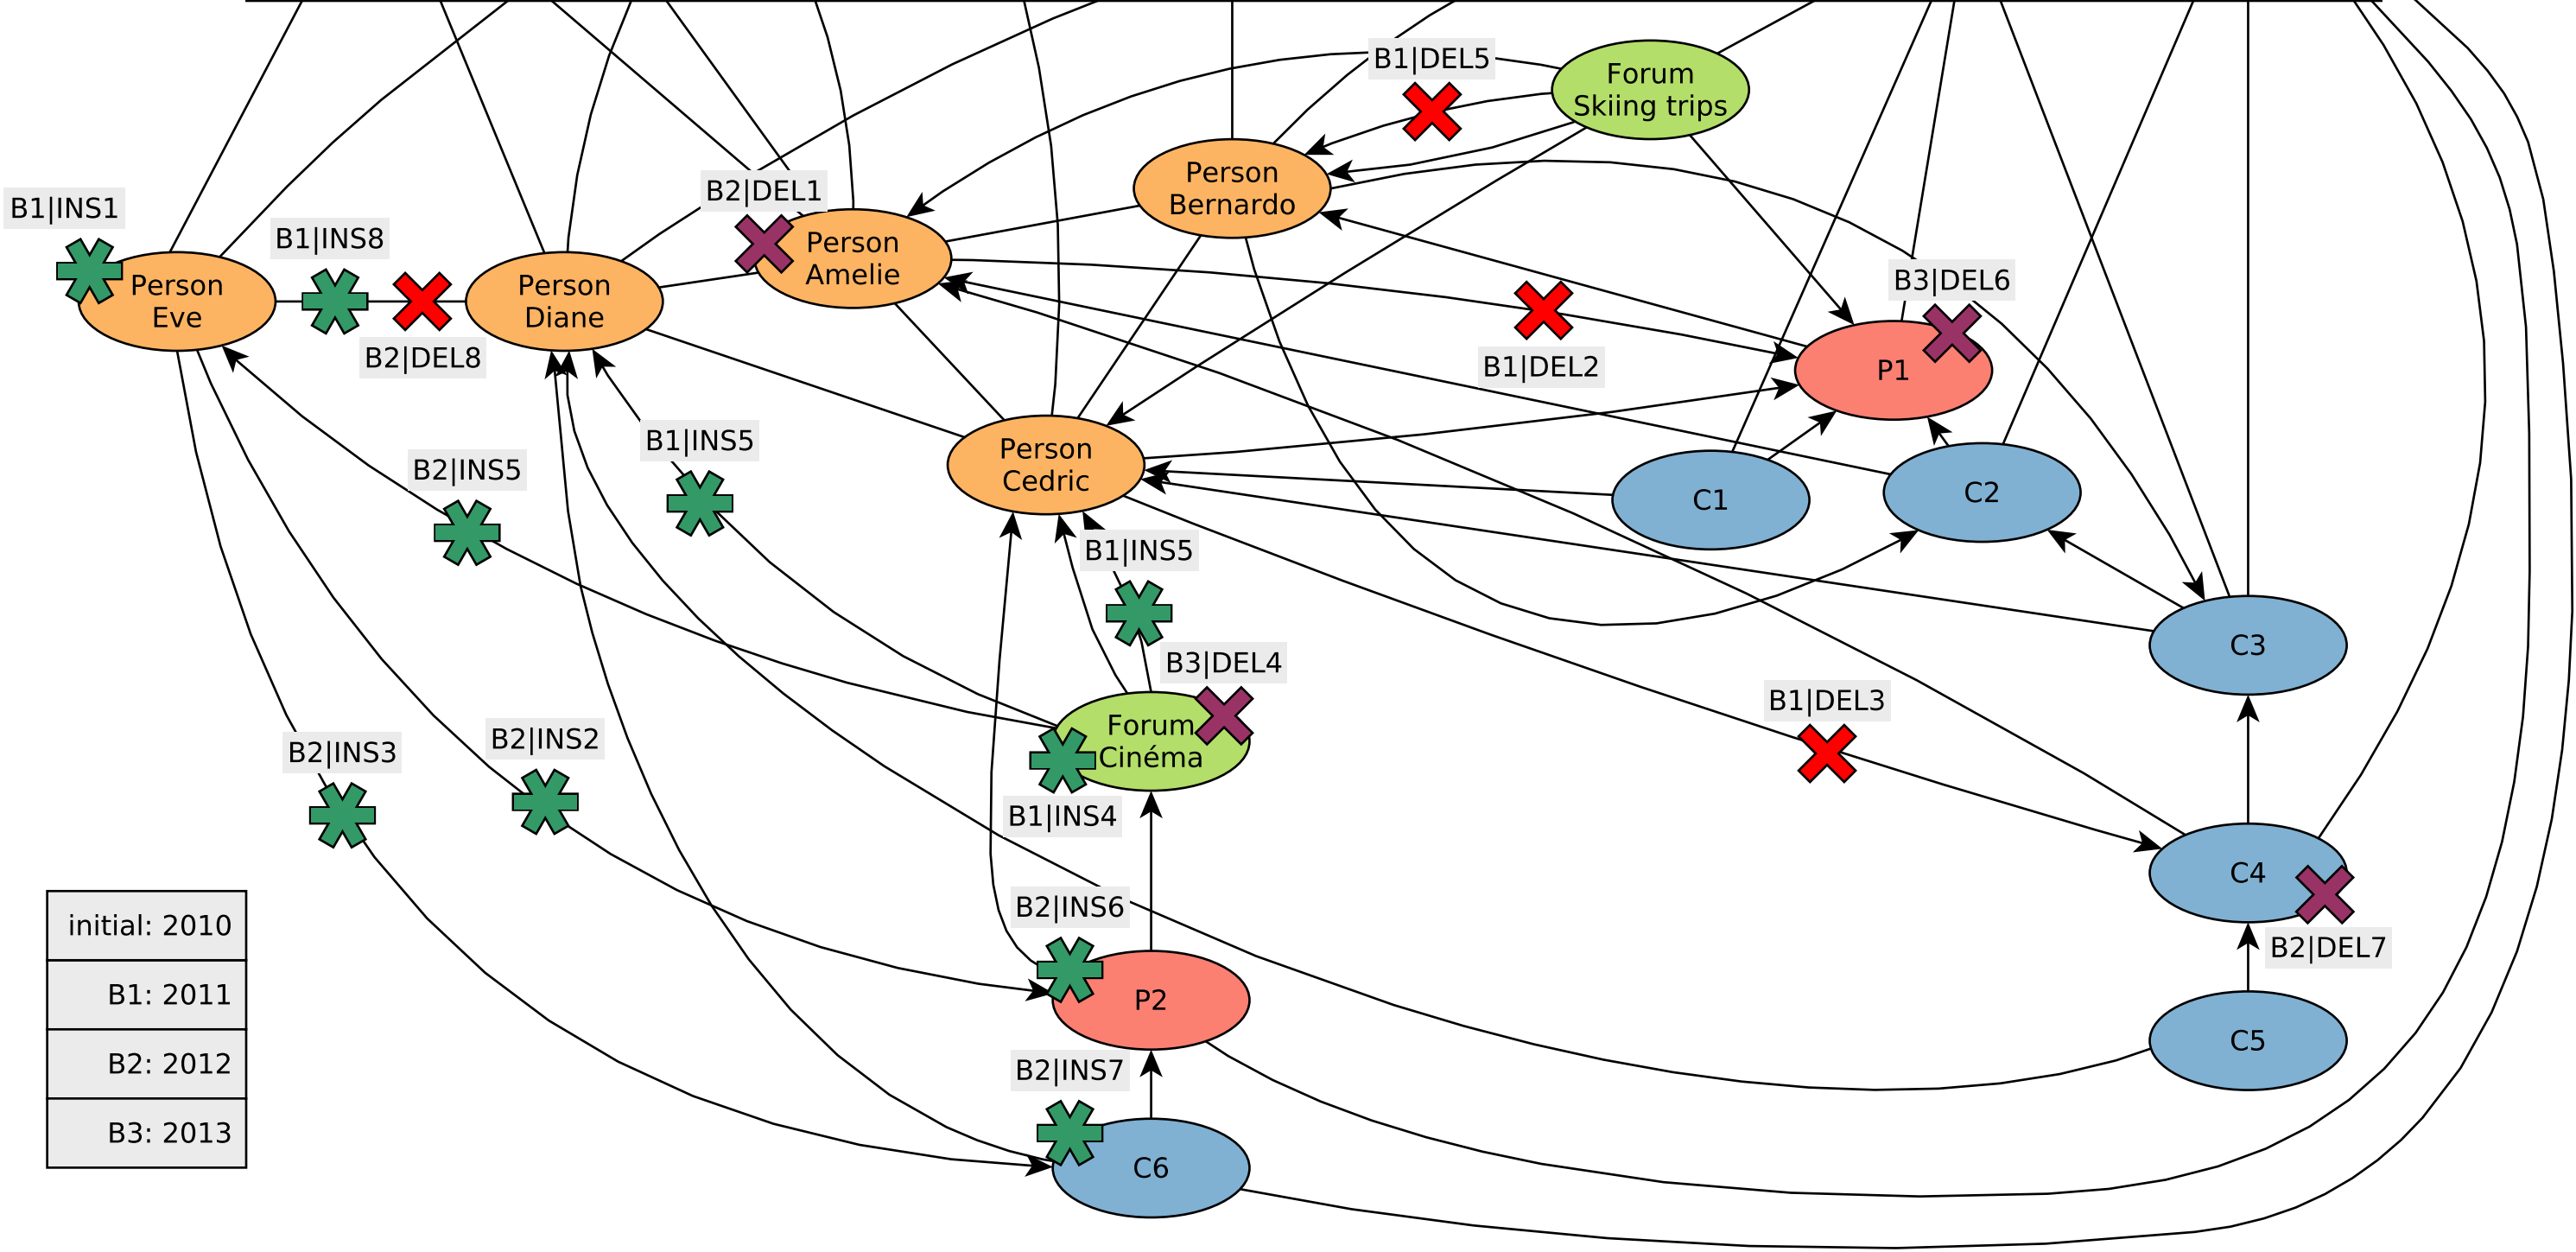 B1|DEL5
Forum
Skiing trips
Person
Bernardo
B2|DEL1
B1|INS1
B1|INS8
Person
Amelie
Person
Eve
Person
Diane
B2|DEL8
B3|DEL6
B1|DEL2
P1
B1|INS5
B2|INS5
Person
Cedric
C1
C2
B1|INS5
C3
B3|DEL4
B1|DEL3
Forum
Cinéma
B2|INS3
B2|INS2
B1|INS4
C4
B2|INS6
B2|DEL7
P2
C5
B2|INS7
C6
initial: 2010
B1: 2011
B2: 2012
B3: 2013